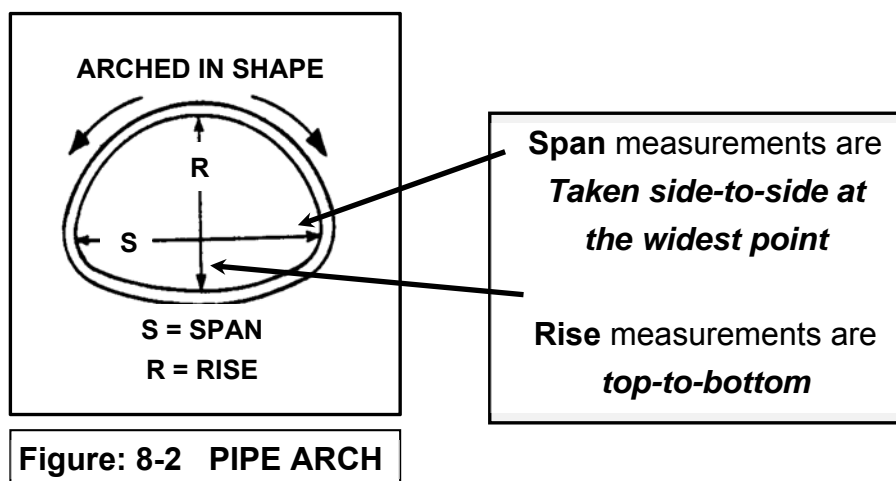 ARCHED IN SHAPE
R
S
S = SPAN
R = RISE
Figure: 8-2 PIPE ARCH
Span measurements are
Taken side-to-side at
the widest point
Rise measurements are
top-to-bottom